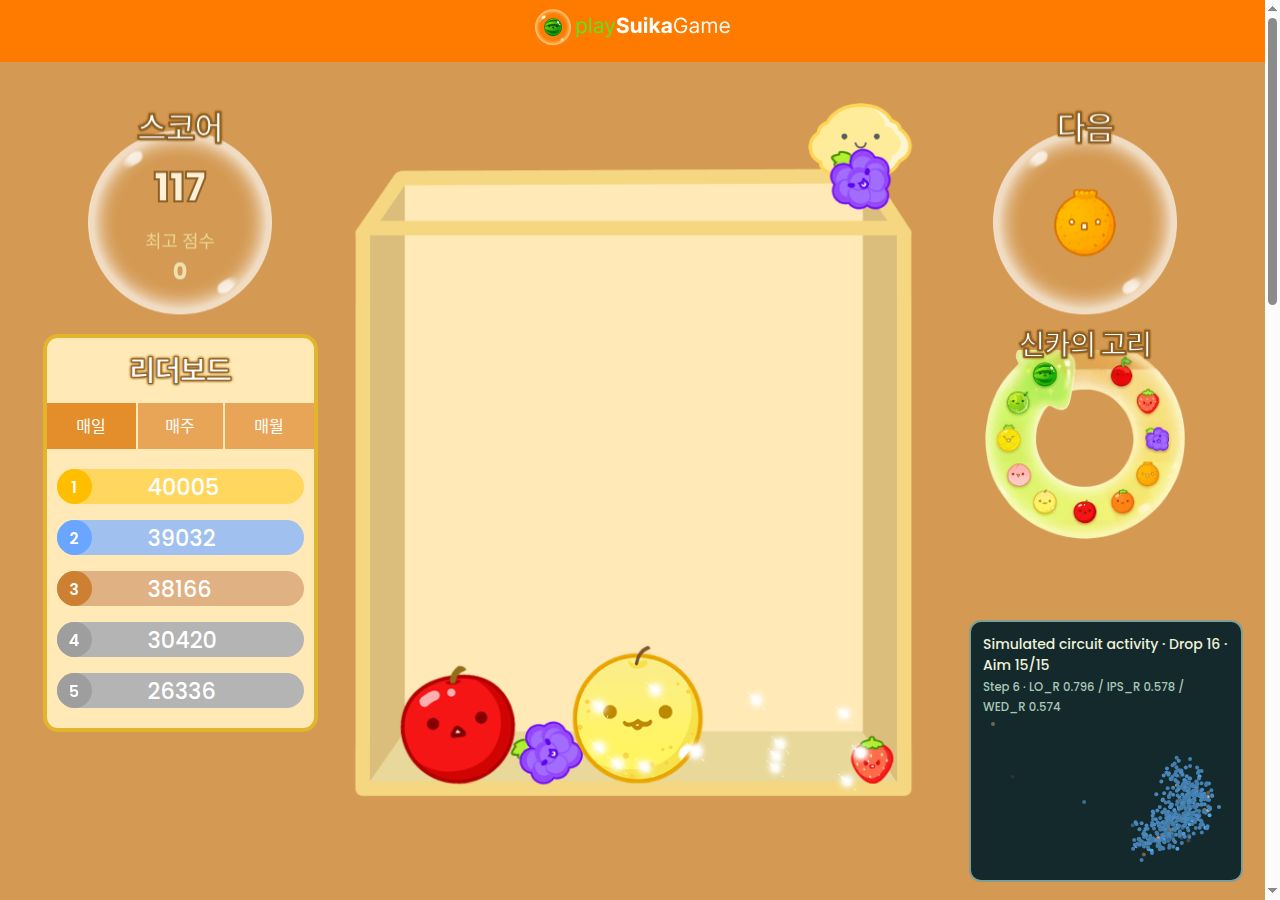 playSuikaGame
스코어
117
최고 점수
0
리더보드
매일 매주 매월
1 40005
2 39032
3 38166
4 30420
5 26336
다음
신카의 고리
Simulated circuit activity · Drop 16 ·
Aim 15/15
Step 6 · LO_R 0.796 / IPS_R 0.578 /
WED_R 0.574